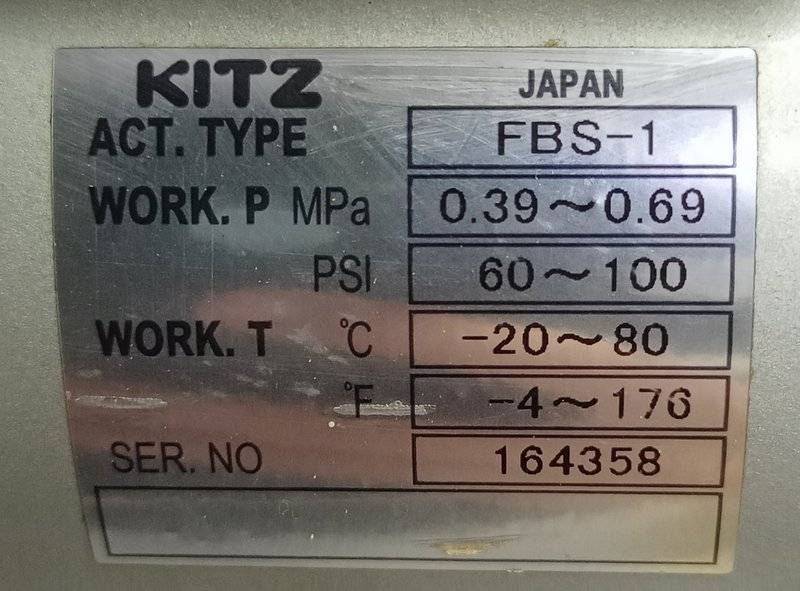 KITZ JAPAN
ACT. TYPE FBS-1
WORK. P MPa 0.39～0.69
PSI 60～100
WORK. T ℃ -20～80
℉ -4～176
SER. NO 164358